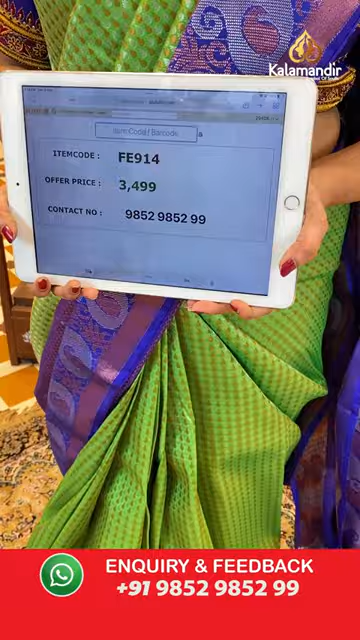 Kalamandir
Item Code / Barcode
ITEMCODE : FE914
OFFER PRICE : 3,499
CONTACT NO : 9852 9852 99
ENQUIRY & FEEDBACK
+91 9852 9852 99